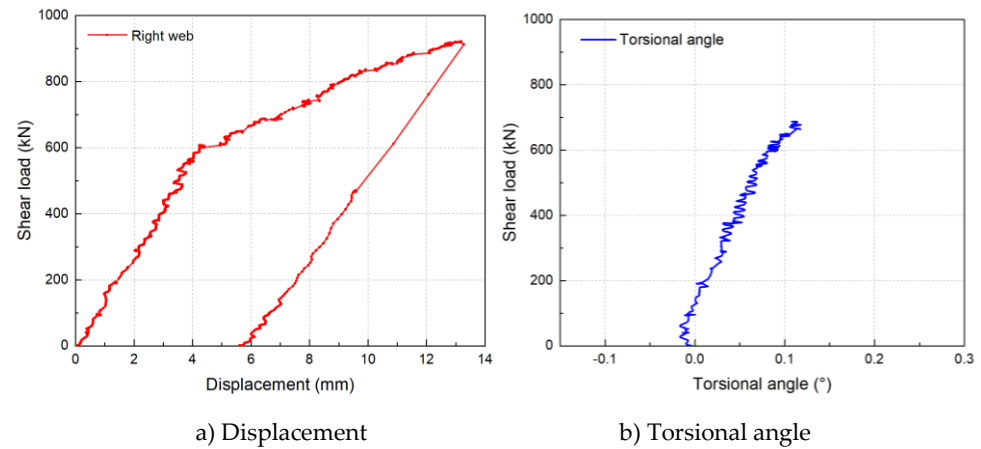 1000
800
600
400
200
0
Shear load (kN)
Right web
0 2 4 6 8 10 12 14
Displacement (mm)
a) Displacement
1000
800
600
400
200
0
Shear load (kN)
Torsional angle
-0.1 0.0 0.1 0.2 0.3
Torsional angle (°)
b) Torsional angle